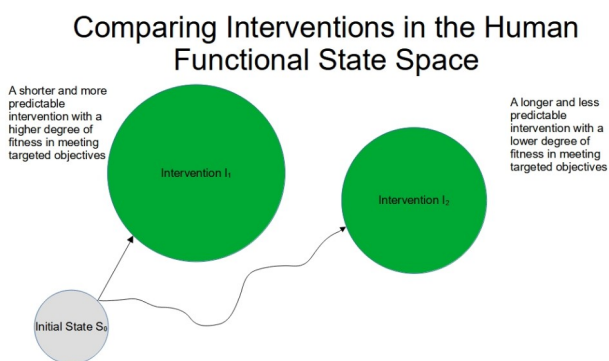 Comparing Interventions in the Human
Functional State Space
A shorter and more
predictable
intervention with a
higher degree of
fitness in meeting
targeted objectives
A longer and less
predictable
intervention with a
lower degree of
fitness in meeting
targeted objectives
Intervention I₁
Intervention I₂
Initial State S₀